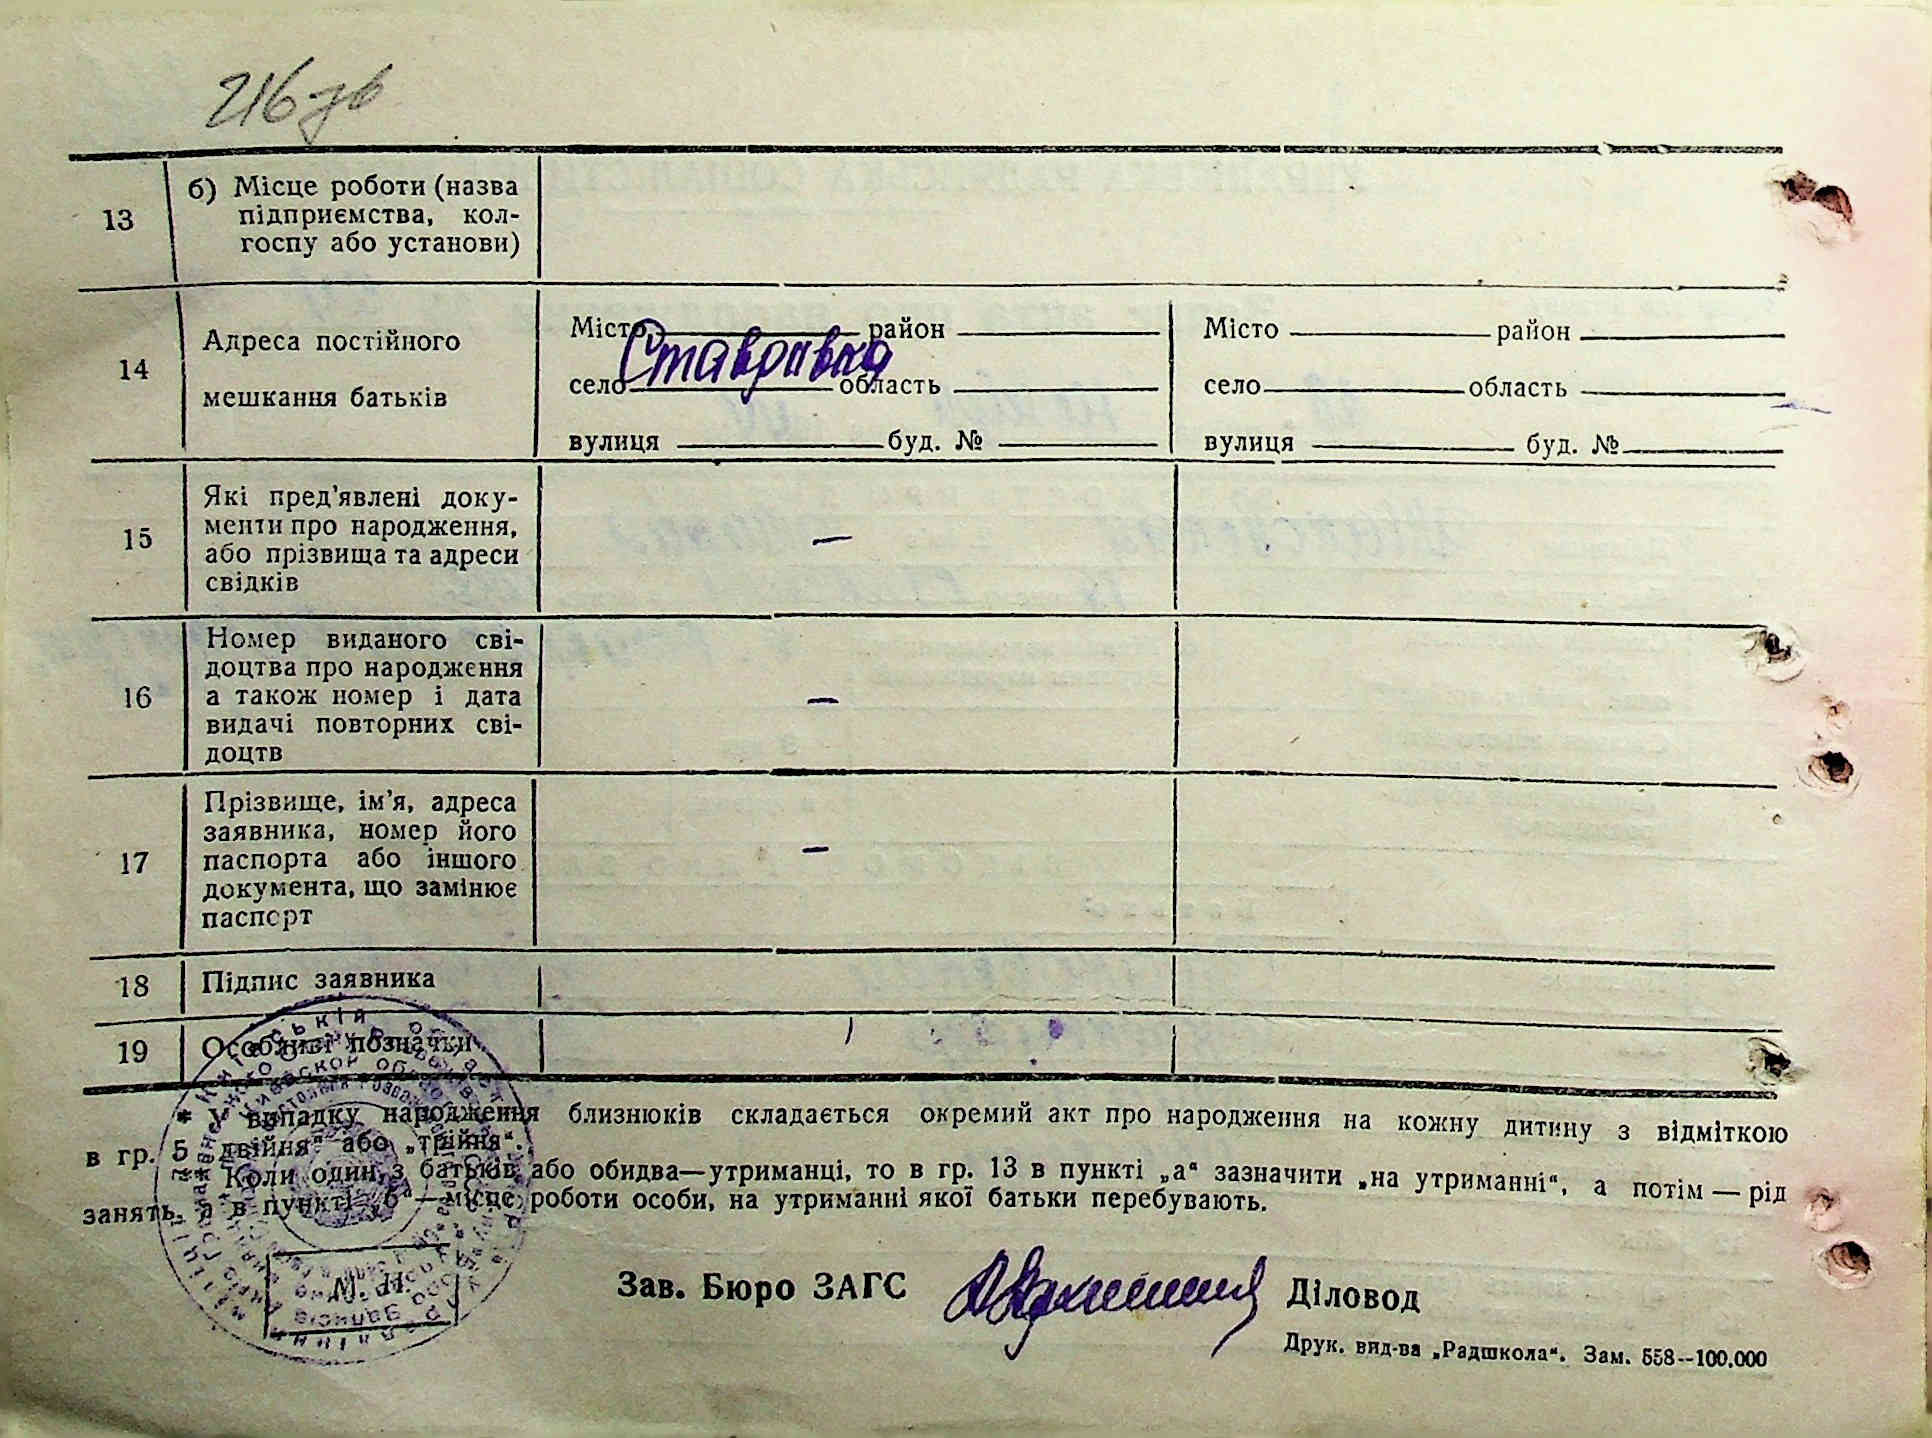 216 зв
13
б) Місце роботи (назва
підприємства, кол-
госпу або установи)
14
Адреса постійного
мешкання батьків
Місто район
Ставривка
село область
вулиця буд. №
Місто район
село область
вулиця буд. №
15
Які пред'явлені доку-
менти про народження,
або прізвища та адреси
свідків
–
16
Номер виданого сві-
доцтва про народження
а також номер і дата
видачі повторних сві-
доцтв
–
17
Прізвище, ім'я, адреса
заявника, номер його
паспорта або іншого
документа, що замінює
паспорт
–
18
Підпис заявника
19
Особливі позначки
* У випадку народження близнюків складається окремий акт про народження на кожну дитину з відміткою
в гр. 5 „двійня“ або „трійня“.
Коли один з батьків або обидва—утриманці, то в гр. 13 в пункті „а“ зазначити „на утриманні“, а потім — рід
занять, а в пункті „б“—місце роботи особи, на утриманні якої батьки перебувають.
М. П.
Зав. Бюро ЗАГС
Діловод
Друк. вид-ва „Радшкола“. Зам. 558--100.000